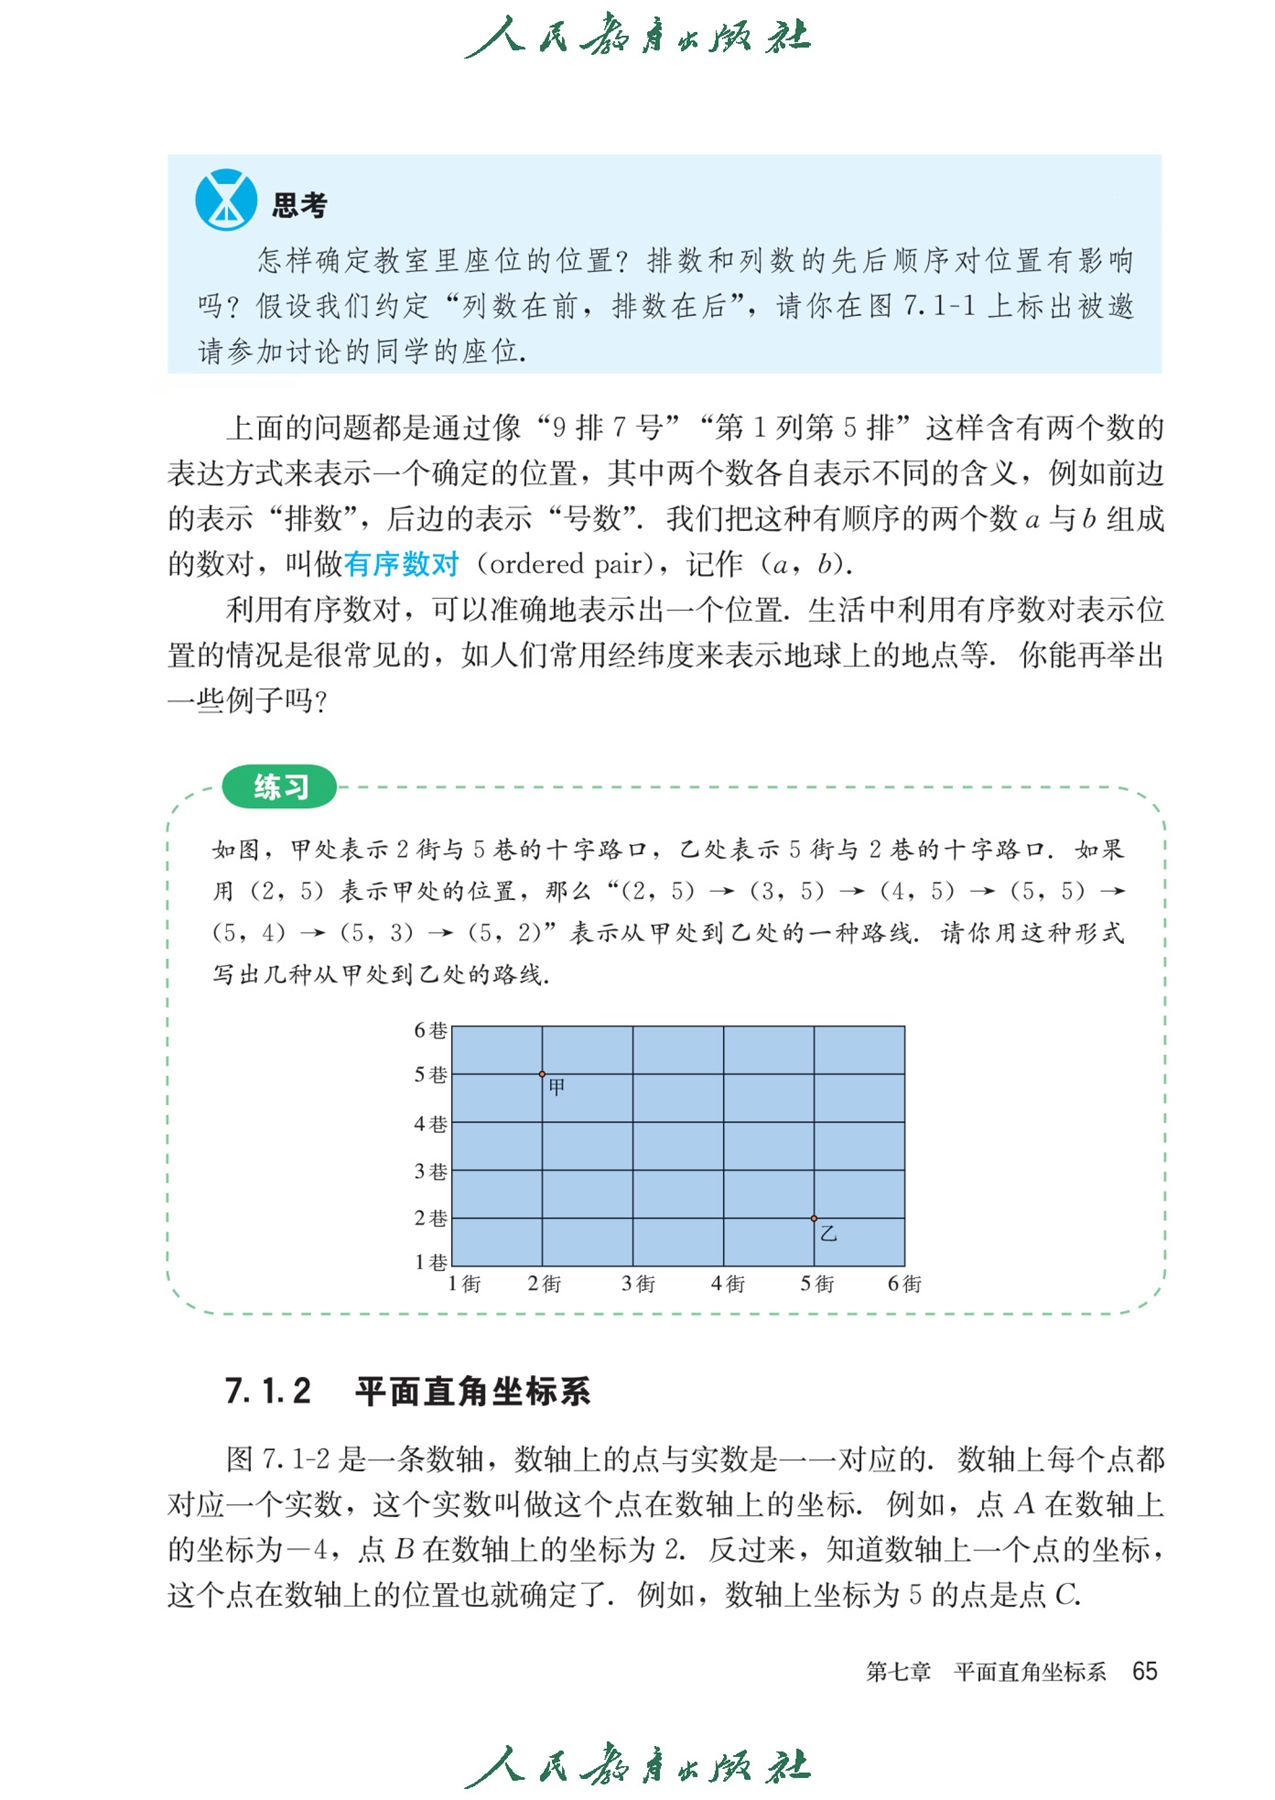 人民教育出版社
思考
怎样确定教室里座位的位置？排数和列数的先后顺序对位置有影响
吗？假设我们约定“列数在前，排数在后”，请你在图 7.1-1 上标出被邀
请参加讨论的同学的座位.
上面的问题都是通过像“9 排 7 号”“第 1 列第 5 排”这样含有两个数的
表达方式来表示一个确定的位置，其中两个数各自表示不同的含义，例如前边
的表示“排数”，后边的表示“号数”. 我们把这种有顺序的两个数 a 与 b 组成
的数对，叫做有序数对（ordered pair），记作（a，b）.
利用有序数对，可以准确地表示出一个位置. 生活中利用有序数对表示位
置的情况是很常见的，如人们常用经纬度来表示地球上的地点等. 你能再举出
一些例子吗？
练习
如图，甲处表示 2 街与 5 巷的十字路口，乙处表示 5 街与 2 巷的十字路口. 如果
用（2，5）表示甲处的位置，那么“（2，5）→（3，5）→（4，5）→（5，5）→
（5，4）→（5，3）→（5，2）”表示从甲处到乙处的一种路线. 请你用这种形式
写出几种从甲处到乙处的路线.
6 巷
5 巷
甲
4 巷
3 巷
2 巷
乙
1 巷
1 街 2 街 3 街 4 街 5 街 6 街
7.1.2 平面直角坐标系
图 7.1-2 是一条数轴，数轴上的点与实数是一一对应的. 数轴上每个点都
对应一个实数，这个实数叫做这个点在数轴上的坐标. 例如，点 A 在数轴上
的坐标为－4，点 B 在数轴上的坐标为 2. 反过来，知道数轴上一个点的坐标，
这个点在数轴上的位置也就确定了. 例如，数轴上坐标为 5 的点是点 C.
第七章 平面直角坐标系 65
人民教育出版社